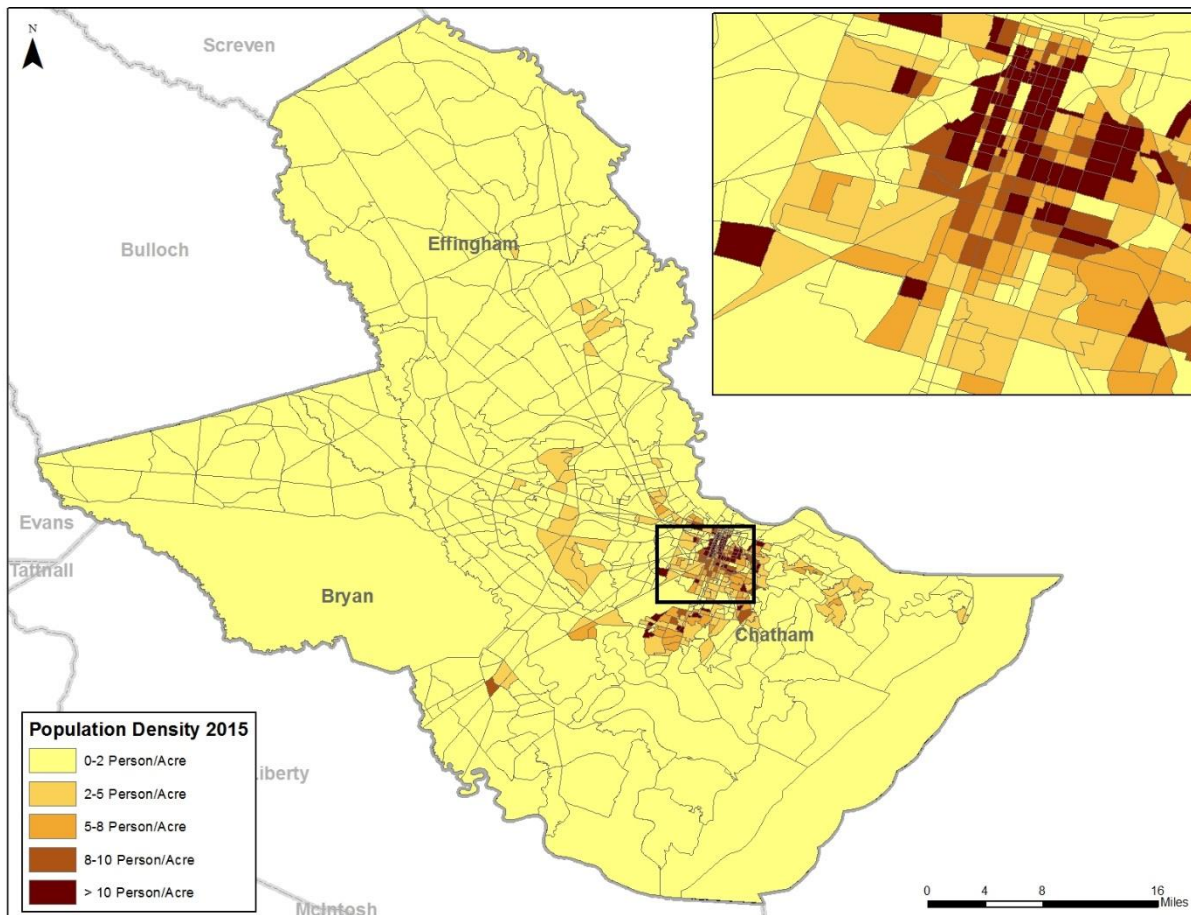 N
Screven
Bulloch
Effingham
Evans
Tattnall
Bryan
Chatham
Population Density 2015
0-2 Person/Acre
2-5 Person/Acre
5-8 Person/Acre
8-10 Person/Acre
> 10 Person/Acre
Liberty
McIntosh
0 4 8 16
Miles